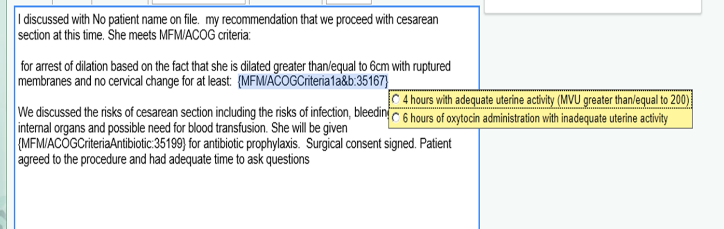 I discussed with No patient name on file.  my recommendation that we proceed with cesarean
section at this time. She meets MFM/ACOG criteria:
for arrest of dilation based on the fact that she is dilated greater than/equal to 6cm with ruptured
membranes and no cervical change for at least:  {MFM/ACOGCriteria1a&b:35167}
4 hours with adequate uterine activity (MVU greater than/equal to 200)
6 hours of oxytocin administration with inadequate uterine activity
We discussed the risks of cesarean section including the risks of infection,
internal organs and possible need for blood transfusion. She will be given
{MFM/ACOGCriteriaAntibiotic:35199} for antibiotic prophylaxis.  Surgical consent signed. Patient
agreed to the procedure and had adequate time to ask questions